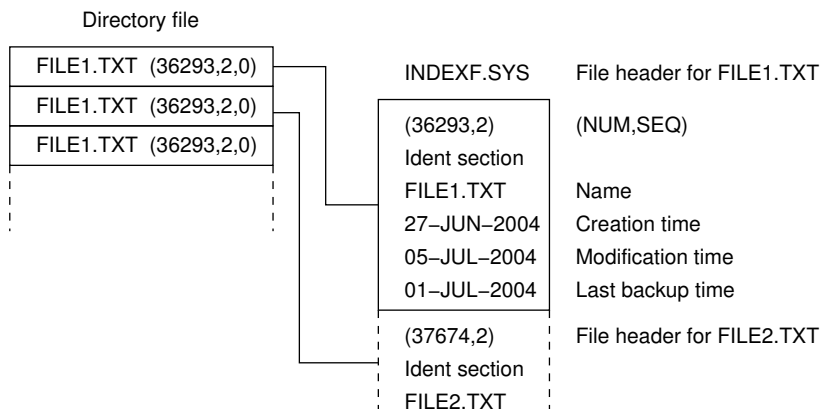 Directory file
FILE1.TXT (36293,2,0)
FILE1.TXT (36293,2,0)
FILE1.TXT (36293,2,0)
INDEXF.SYS File header for FILE1.TXT
(36293,2) (NUM,SEQ)
Ident section
FILE1.TXT Name
27−JUN−2004 Creation time
05−JUL−2004 Modification time
01−JUL−2004 Last backup time
(37674,2) File header for FILE2.TXT
Ident section
FILE2.TXT